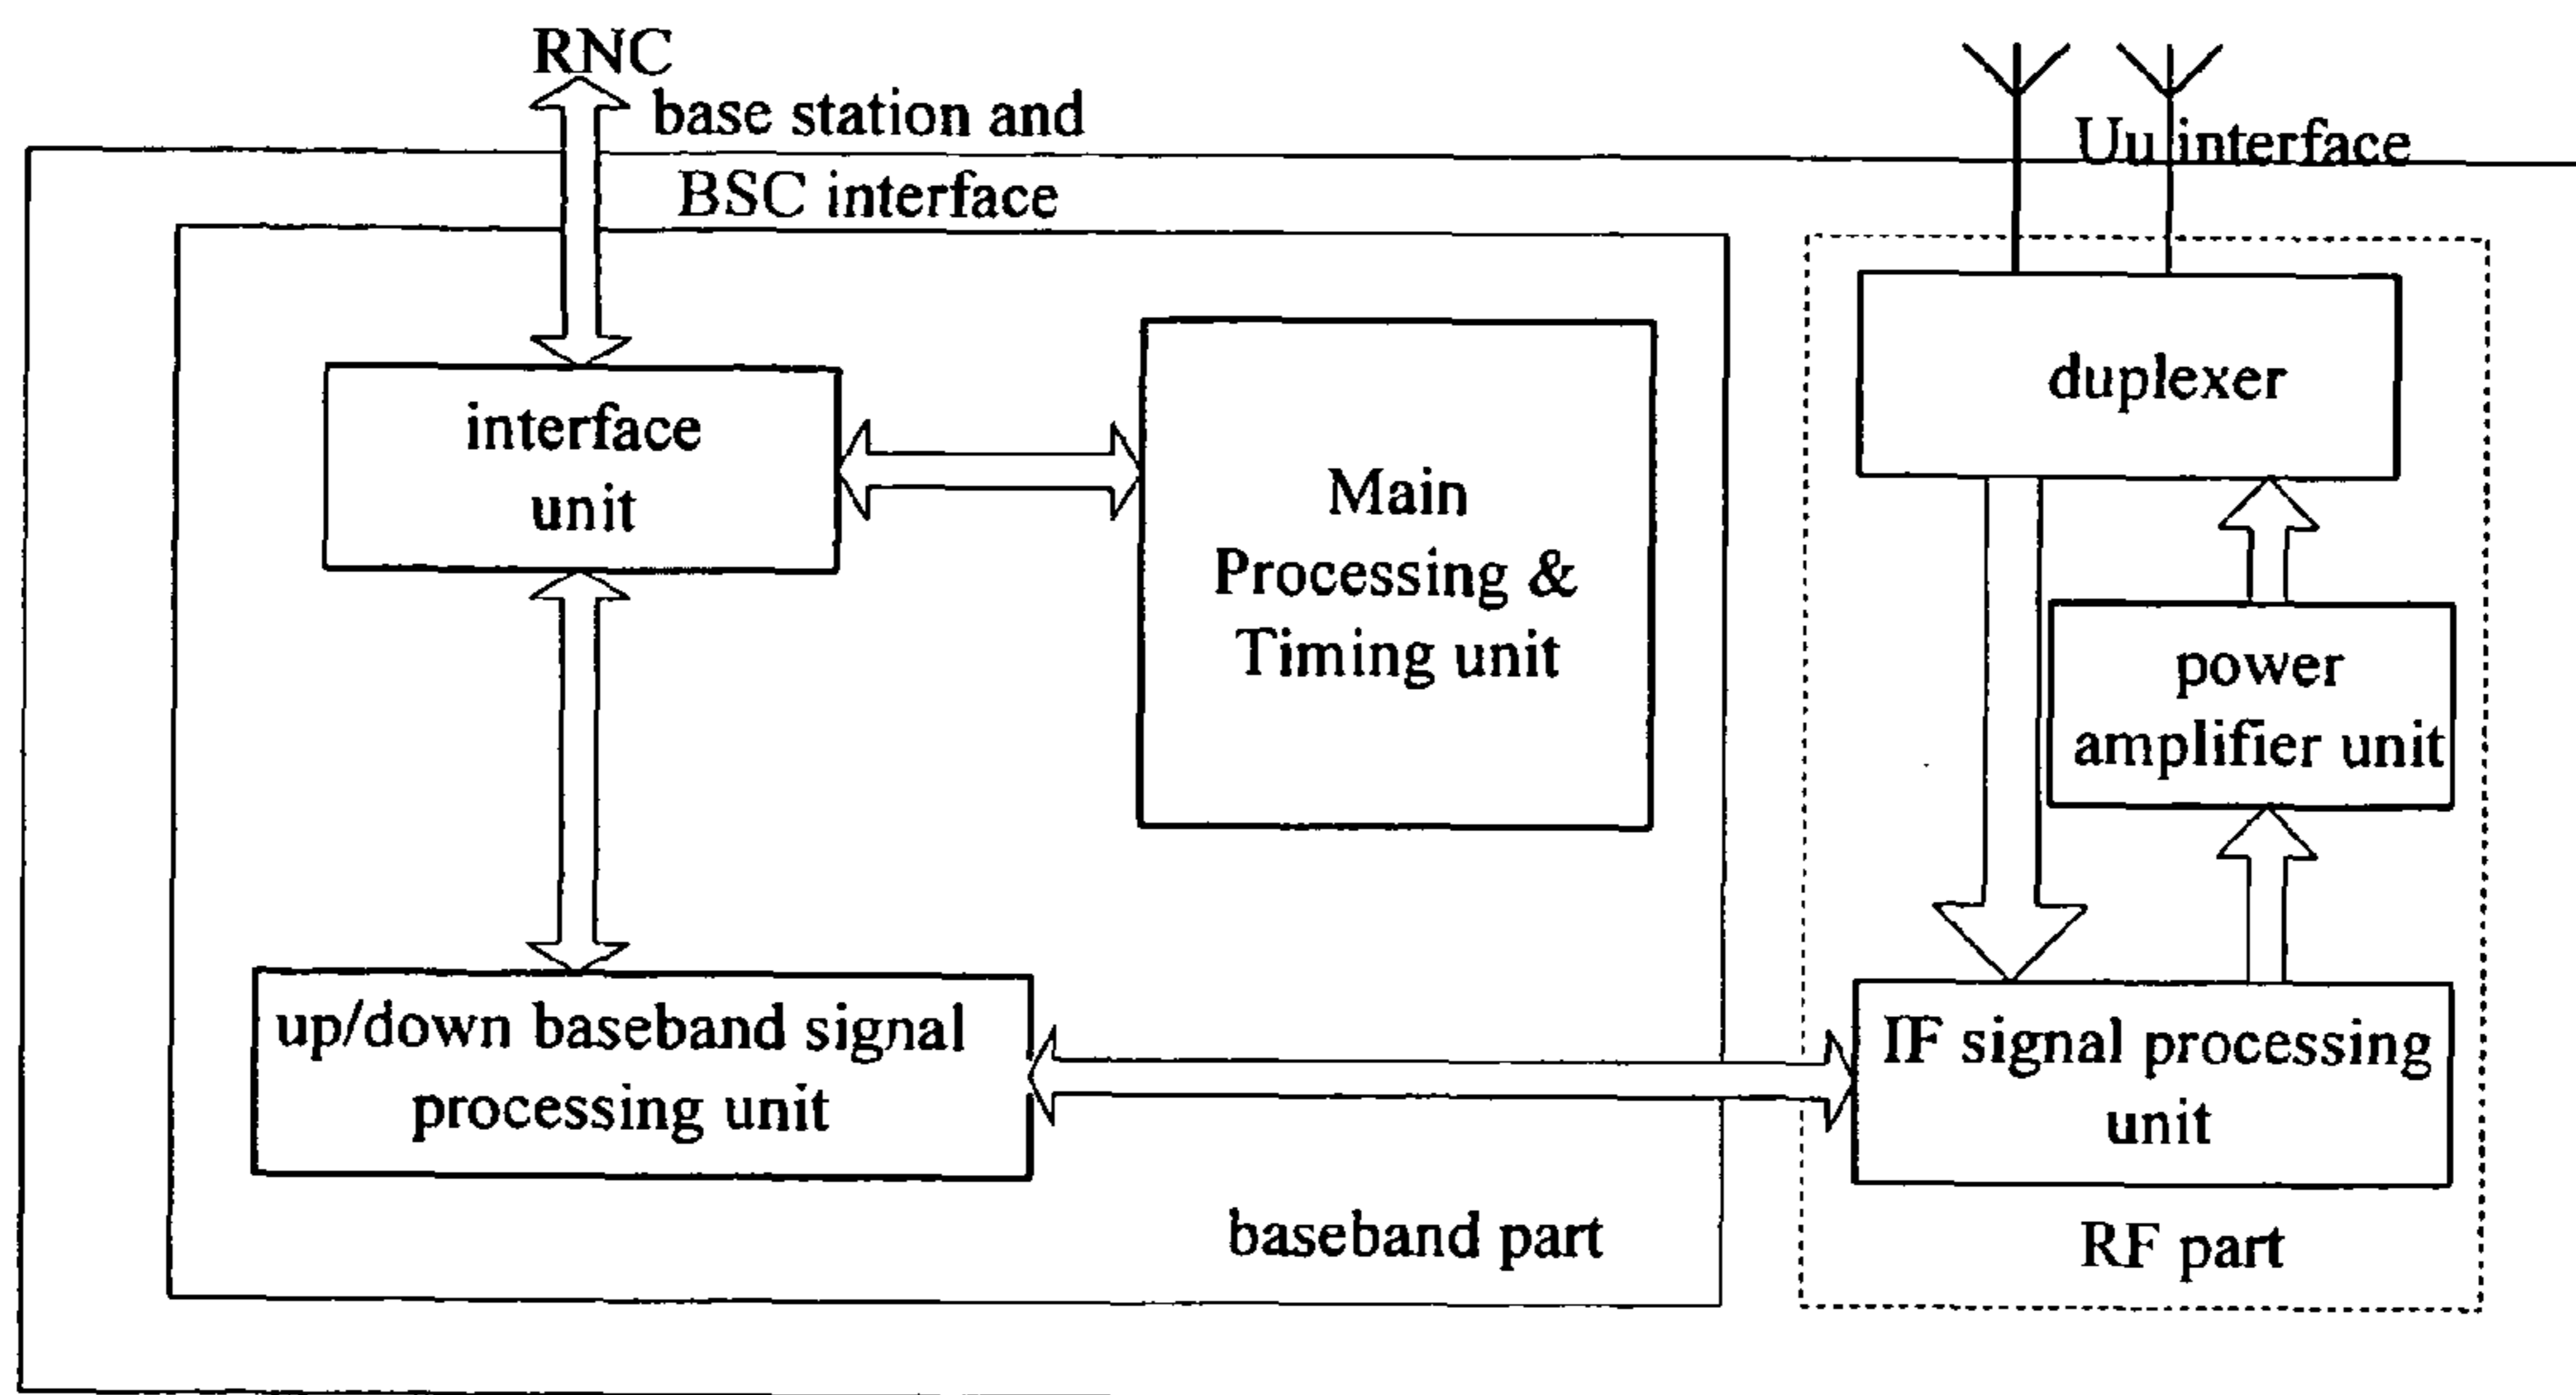 RNC
base station and
BSC interface
Uu interface
interface
unit
Main
Processing &
Timing unit
duplexer
power
amplifier unit
up/down baseband signal
processing unit
IF signal processing
unit
baseband part
RF part